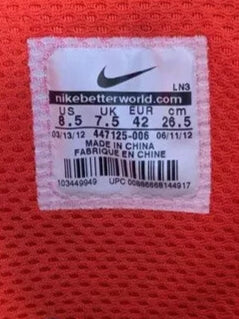 LN3
nikebetterworld.com
US UK EUR cm
8.5 7.5 42 26.5
03/13/12 447125-006 06/11/12
MADE IN CHINA
FABRIQUE EN CHINE
103449949 UPC 00886668144917